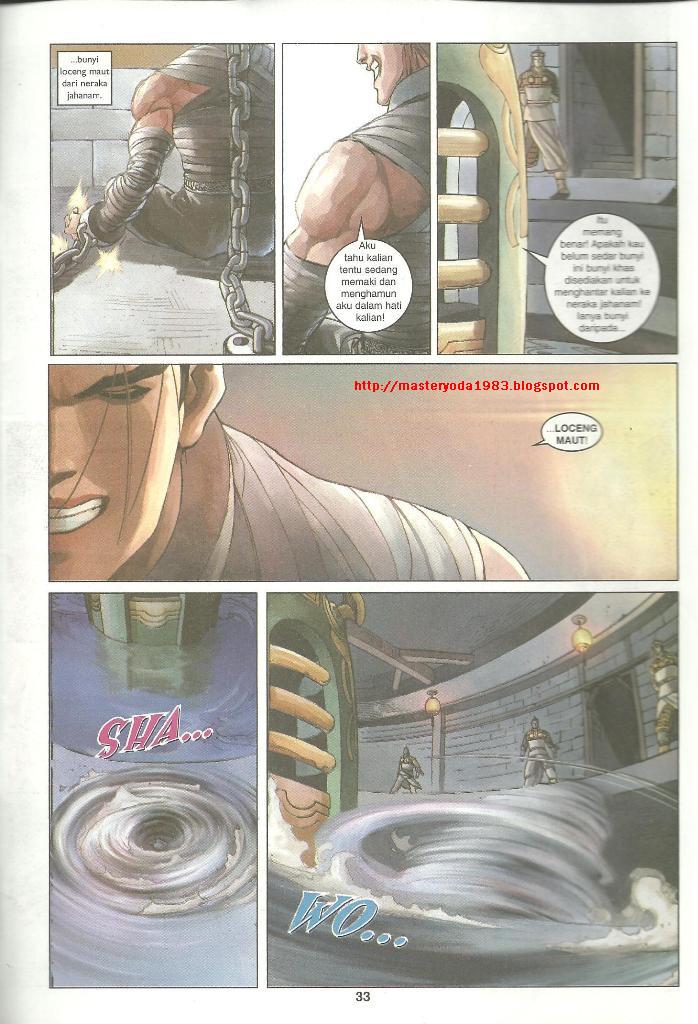 ...bunyi
loceng maut
dari neraka
jahanam.
Aku
tahu kalian
tentu sedang
memaki dan
menghamun
aku dalam hati
kalian!
Itu
memang
benar! Apakah kau
belum sedar bunyi
ini bunyi khas
disediakan untuk
menghantar kalian ke
neraka jahanam!
Ianya bunyi
daripada...
http://masteryoda1983.blogspot.com
...LOCENG
MAUT!
SHA...
WO...
33